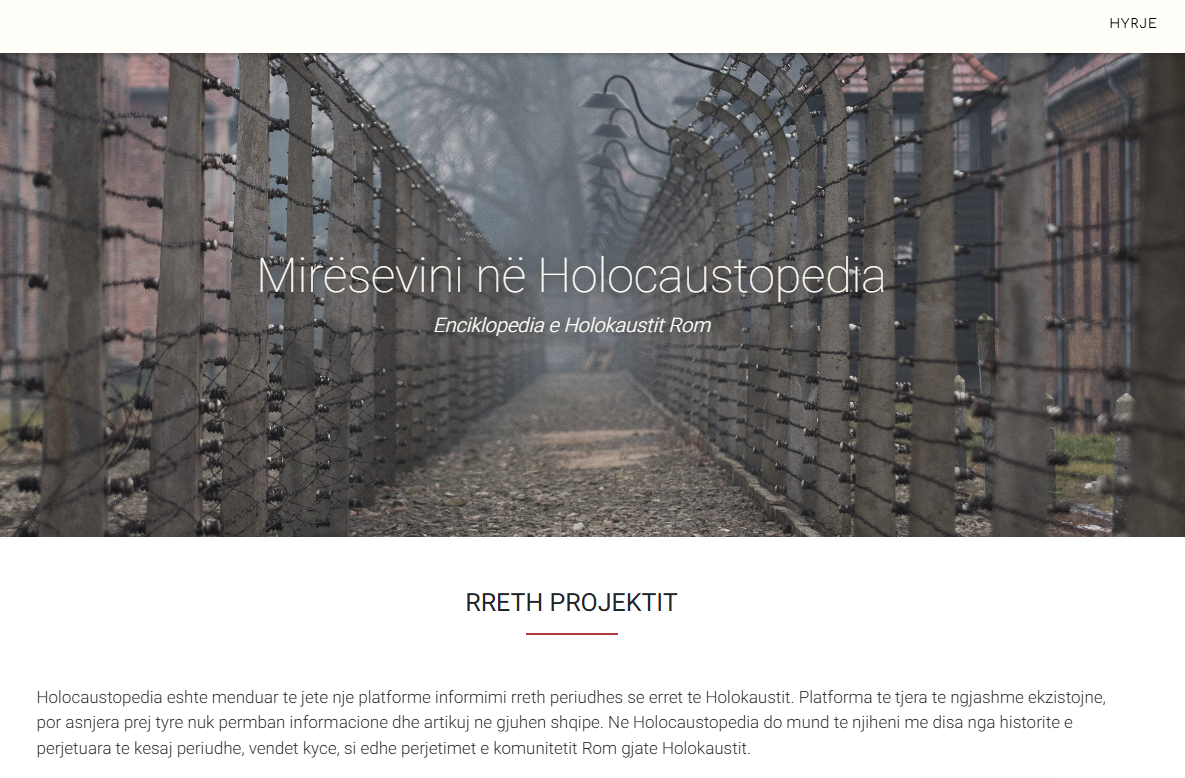 HYRJE
Mirësevini në Holocaustopedia
Enciklopedia e Holokaustit Rom
RRETH PROJEKTIT
Holocaustopedia eshte menduar te jete nje platforme informimi rreth periudhes se erret te Holokaustit. Platforma te tjera te ngjashme ekzistojne,
por asnjera prej tyre nuk permban informacione dhe artikuj ne gjuhen shqipe. Ne Holocaustopedia do mund te njiheni me disa nga historite e
perjetuara te kesaj periudhe, vendet kyce, si edhe perjetimet e komunitetit Rom gjate Holokaustit.